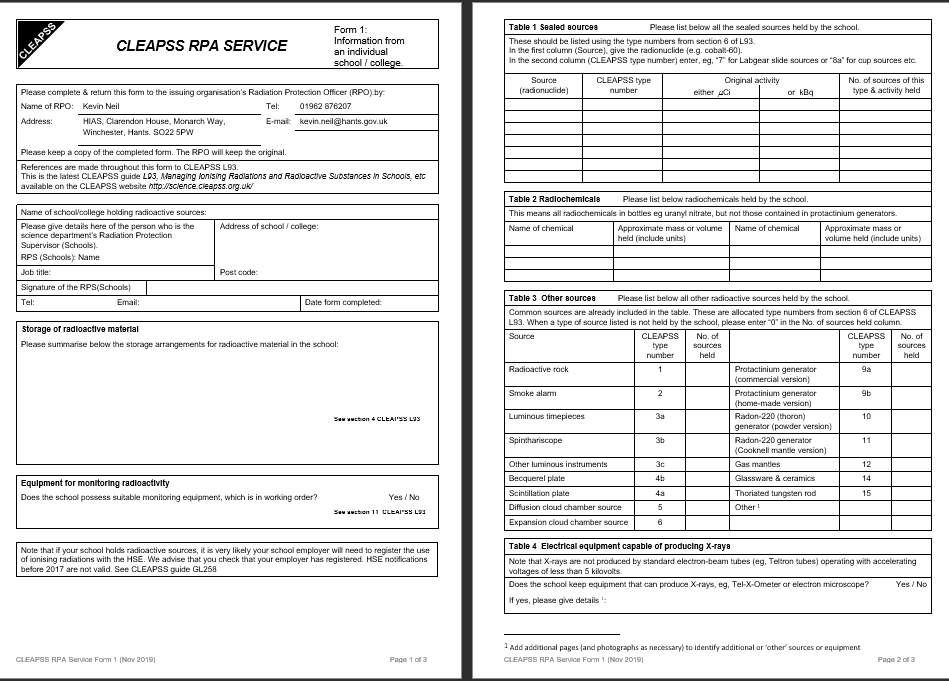 CLEAPSS
CLEAPSS RPA SERVICE
Form 1:
Information from
an individual
school / college.
Please complete & return this form to the issuing organisation's Radiation Protection Officer (RPO).by:
Name of RPO: Kevin Neil Tel: 01962 876207
Address: HIAS, Clarendon House, Monarch Way, E-mail: kevin.neil@hants.gov.uk
Winchester, Hants. SO22 5PW
Please keep a copy of the completed form. The RPO will keep the original.
References are made throughout this form to CLEAPSS L93.
This is the latest CLEAPSS guide L93, Managing Ionising Radiations and Radioactive Substances in Schools, etc
available on the CLEAPSS website http://science.cleapss.org.uk/
Name of school/college holding radioactive sources:
Please give details here of the person who is the
science department's Radiation Protection
Supervisor (Schools).
RPS (Schools): Name
Address of school / college:
Job title: Post code:
Signature of the RPS(Schools)
Tel: Email: Date form completed:
Storage of radioactive material
Please summarise below the storage arrangements for radioactive material in the school:
See section 4 CLEAPSS L93
Equipment for monitoring radioactivity
Does the school possess suitable monitoring equipment, which is in working order? Yes / No
See section 11 CLEAPSS L93
Note that if your school holds radioactive sources, it is very likely your school employer will need to register the use
of ionising radiations with the HSE. We advise that you check that your employer has registered. HSE notifications
before 2017 are not valid. See CLEAPSS guide GL258
CLEAPSS RPA Service Form 1 (Nov 2019) Page 1 of 3
Table 1 Sealed sources Please list below all the sealed sources held by the school.
These should be listed using the type numbers from section 6 of L93.
In the first column (Source), give the radionuclide (e.g. cobalt-60).
In the second column (CLEAPSS type number) enter, eg, "7" for Labgear slide sources or "8a" for cup sources etc.
Source CLEAPSS type Original activity No. of sources of this
(radionuclide) number either µCi or kBq type & activity held
Table 2 Radiochemicals Please list below radiochemicals held by the school.
This means all radiochemicals in bottles eg uranyl nitrate, but not those contained in protactinium generators.
Name of chemical Approximate mass or volume Name of chemical Approximate mass or
held (include units) volume held (include units)
Table 3 Other sources Please list below all other radioactive sources held by the school.
Common sources are already included in the table. These are allocated type numbers from section 6 of CLEAPSS
L93. When a type of source listed is not held by the school, please enter "0" in the No. of sources held column.
Source CLEAPSS No. of CLEAPSS No. of
type sources type sources
number held number held
Radioactive rock 1 Protactinium generator 9a
(commercial version)
Smoke alarm 2 Protactinium generator 9b
(home-made version)
Luminous timepieces 3a Radon-220 (thoron) 10
generator (powder version)
Spinthariscope 3b Radon-220 generator 11
(Cooknell mantle version)
Other luminous instruments 3c Gas mantles 12
Becquerel plate 4b Glassware & ceramics 14
Scintillation plate 4a Thoriated tungsten rod 15
Diffusion cloud chamber source 5 Other 1
Expansion cloud chamber source 6
Table 4 Electrical equipment capable of producing X-rays
Note that X-rays are not produced by standard electron-beam tubes (eg, Teltron tubes) operating with accelerating
voltages of less than 5 kilovolts.
Does the school keep equipment that can produce X-rays, eg, Tel-X-Ometer or electron microscope? Yes / No
If yes, please give details 1:
1 Add additional pages (and photographs as necessary) to identify additional or 'other' sources or equipment
CLEAPSS RPA Service Form 1 (Nov 2019) Page 2 of 3